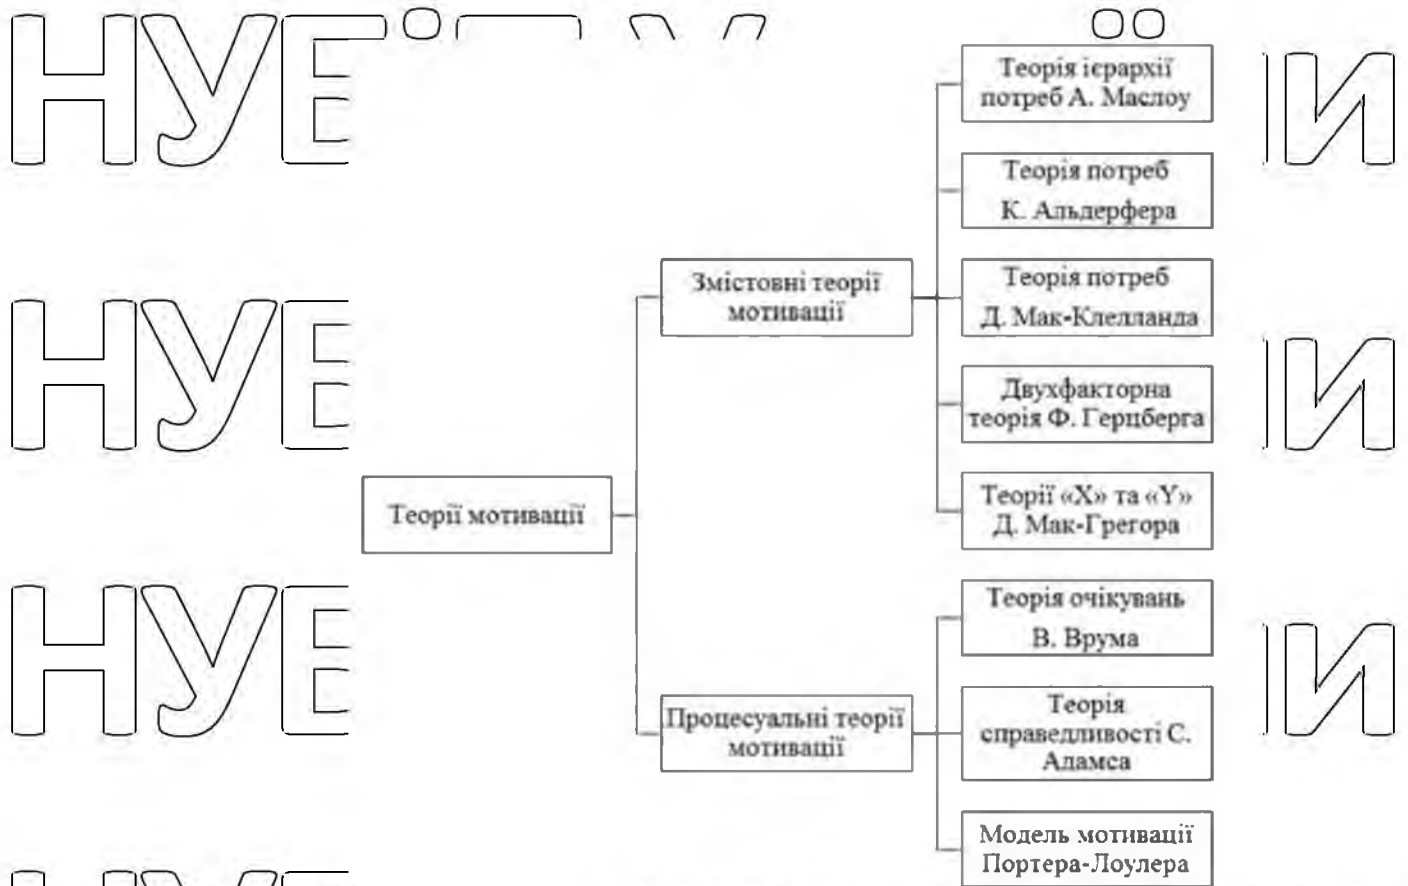 Теорії мотивації
Змістовні теорії
мотивації
Теорія ієрархії
потреб А. Маслоу
Теорія потреб
К. Альдерфера
Теорія потреб
Д. Мак-Клелланда
Двухфакторна
теорія Ф. Герцберга
Теорії «X» та «Y»
Д. Мак-Грегора
Процесуальні теорії
мотивації
Теорія очікувань
В. Врума
Теорія
справедливості С.
Адамса
Модель мотивації
Портера-Лоулера